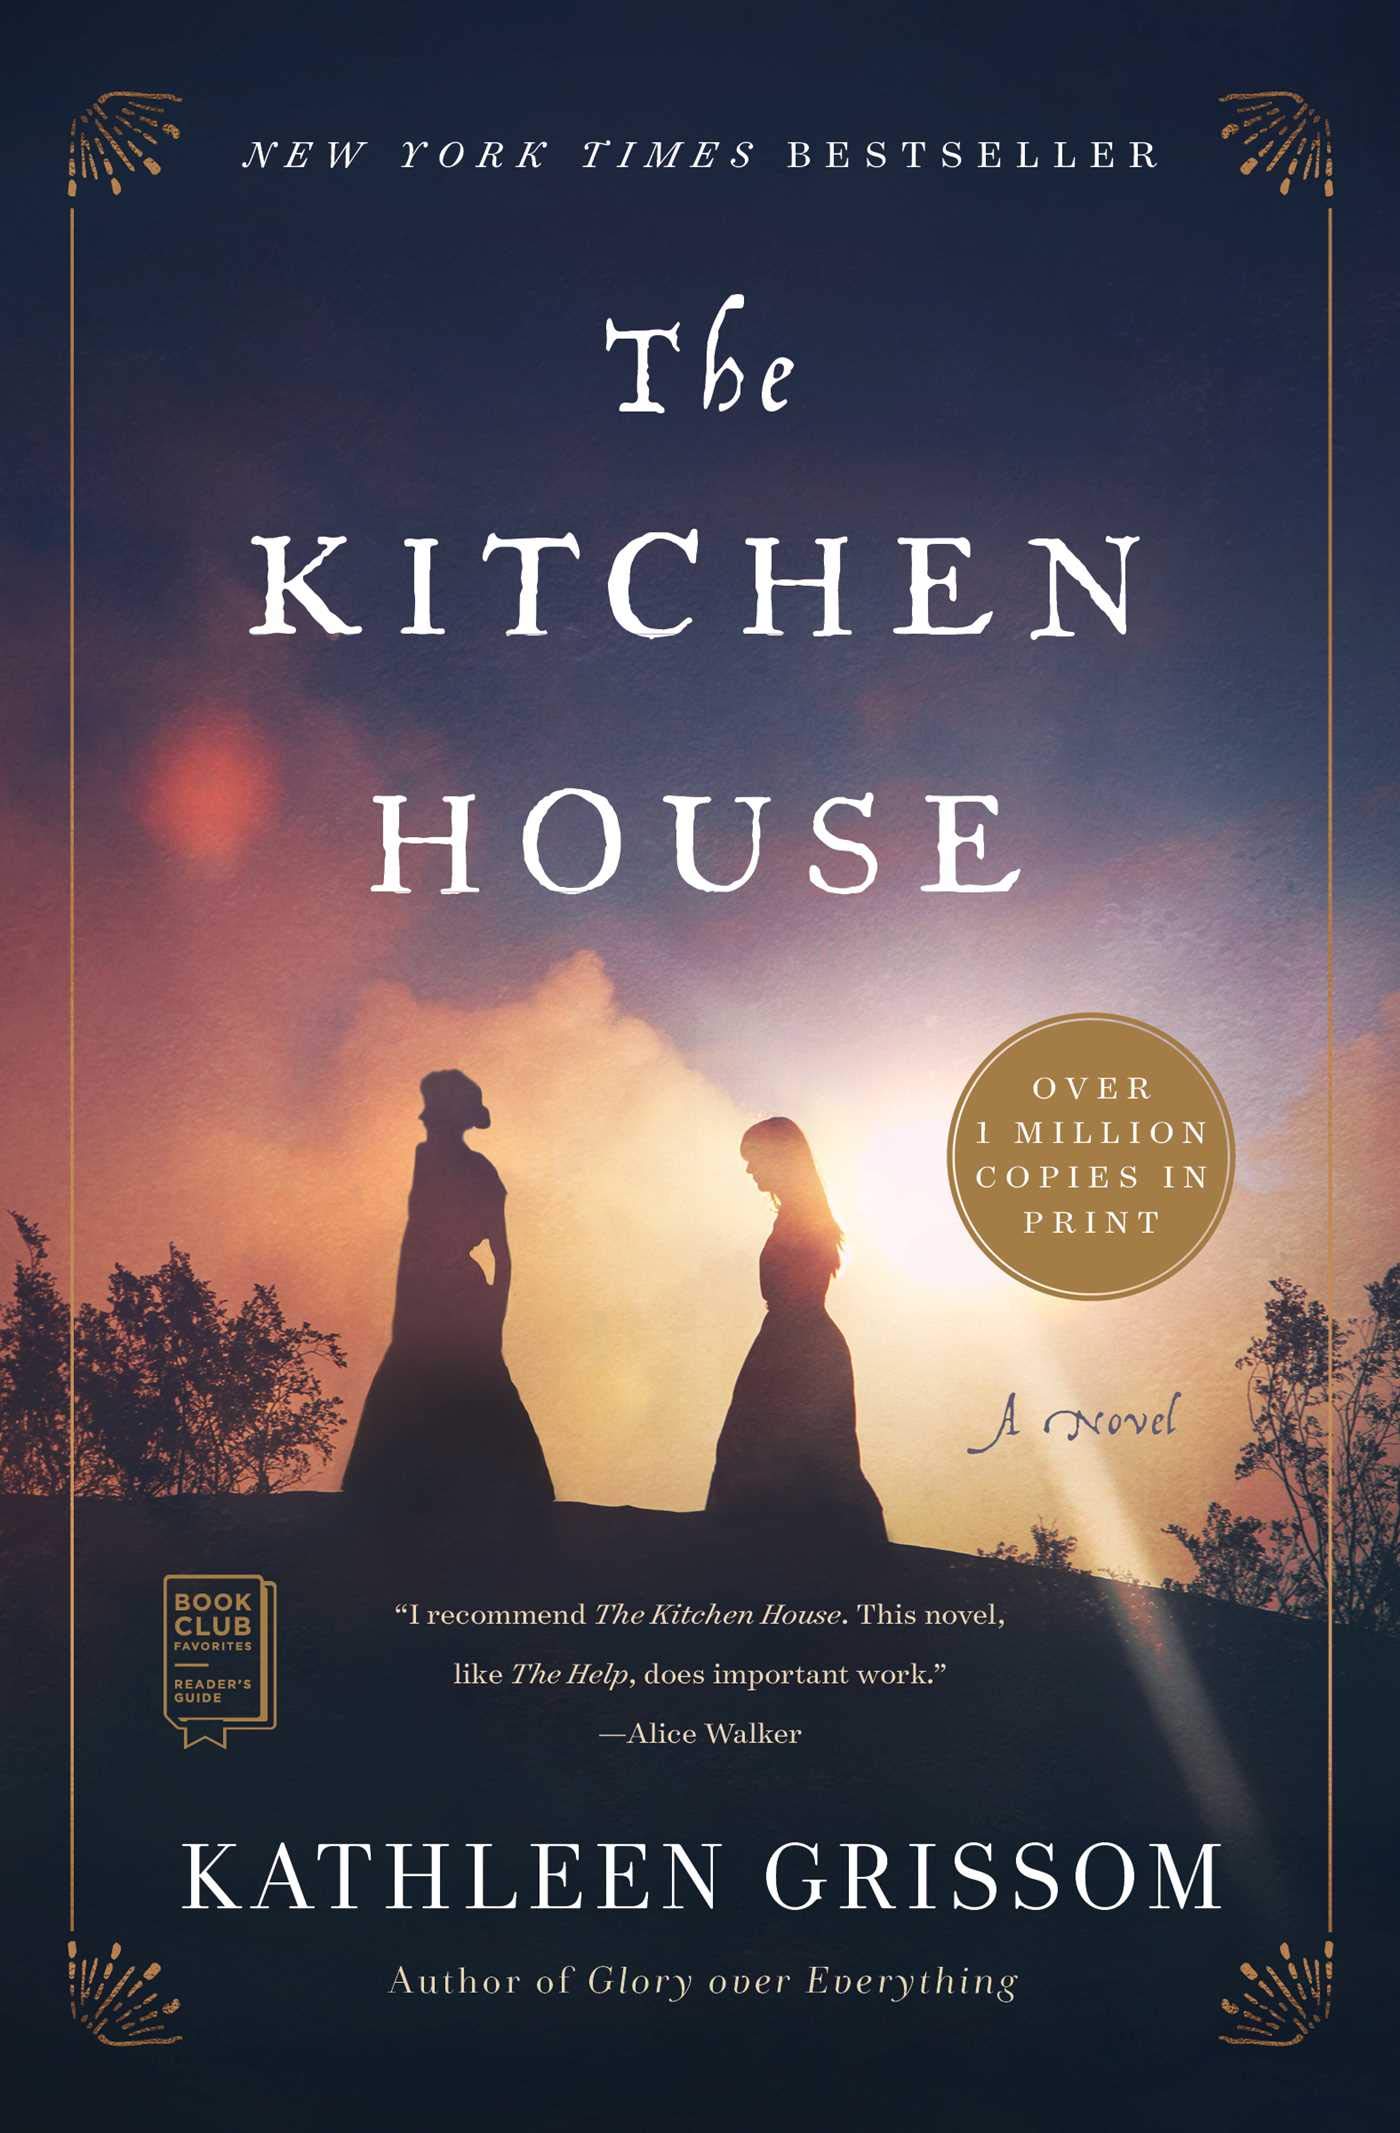 NEW YORK TIMES BESTSELLER
The
KITCHEN
HOUSE
OVER
1 MILLION
COPIES IN
PRINT
A Novel
BOOK
CLUB
FAVORITES
READER'S
GUIDE
“I recommend The Kitchen House. This novel,
like The Help, does important work.”
—Alice Walker
KATHLEEN GRISSOM
Author of Glory over Everything